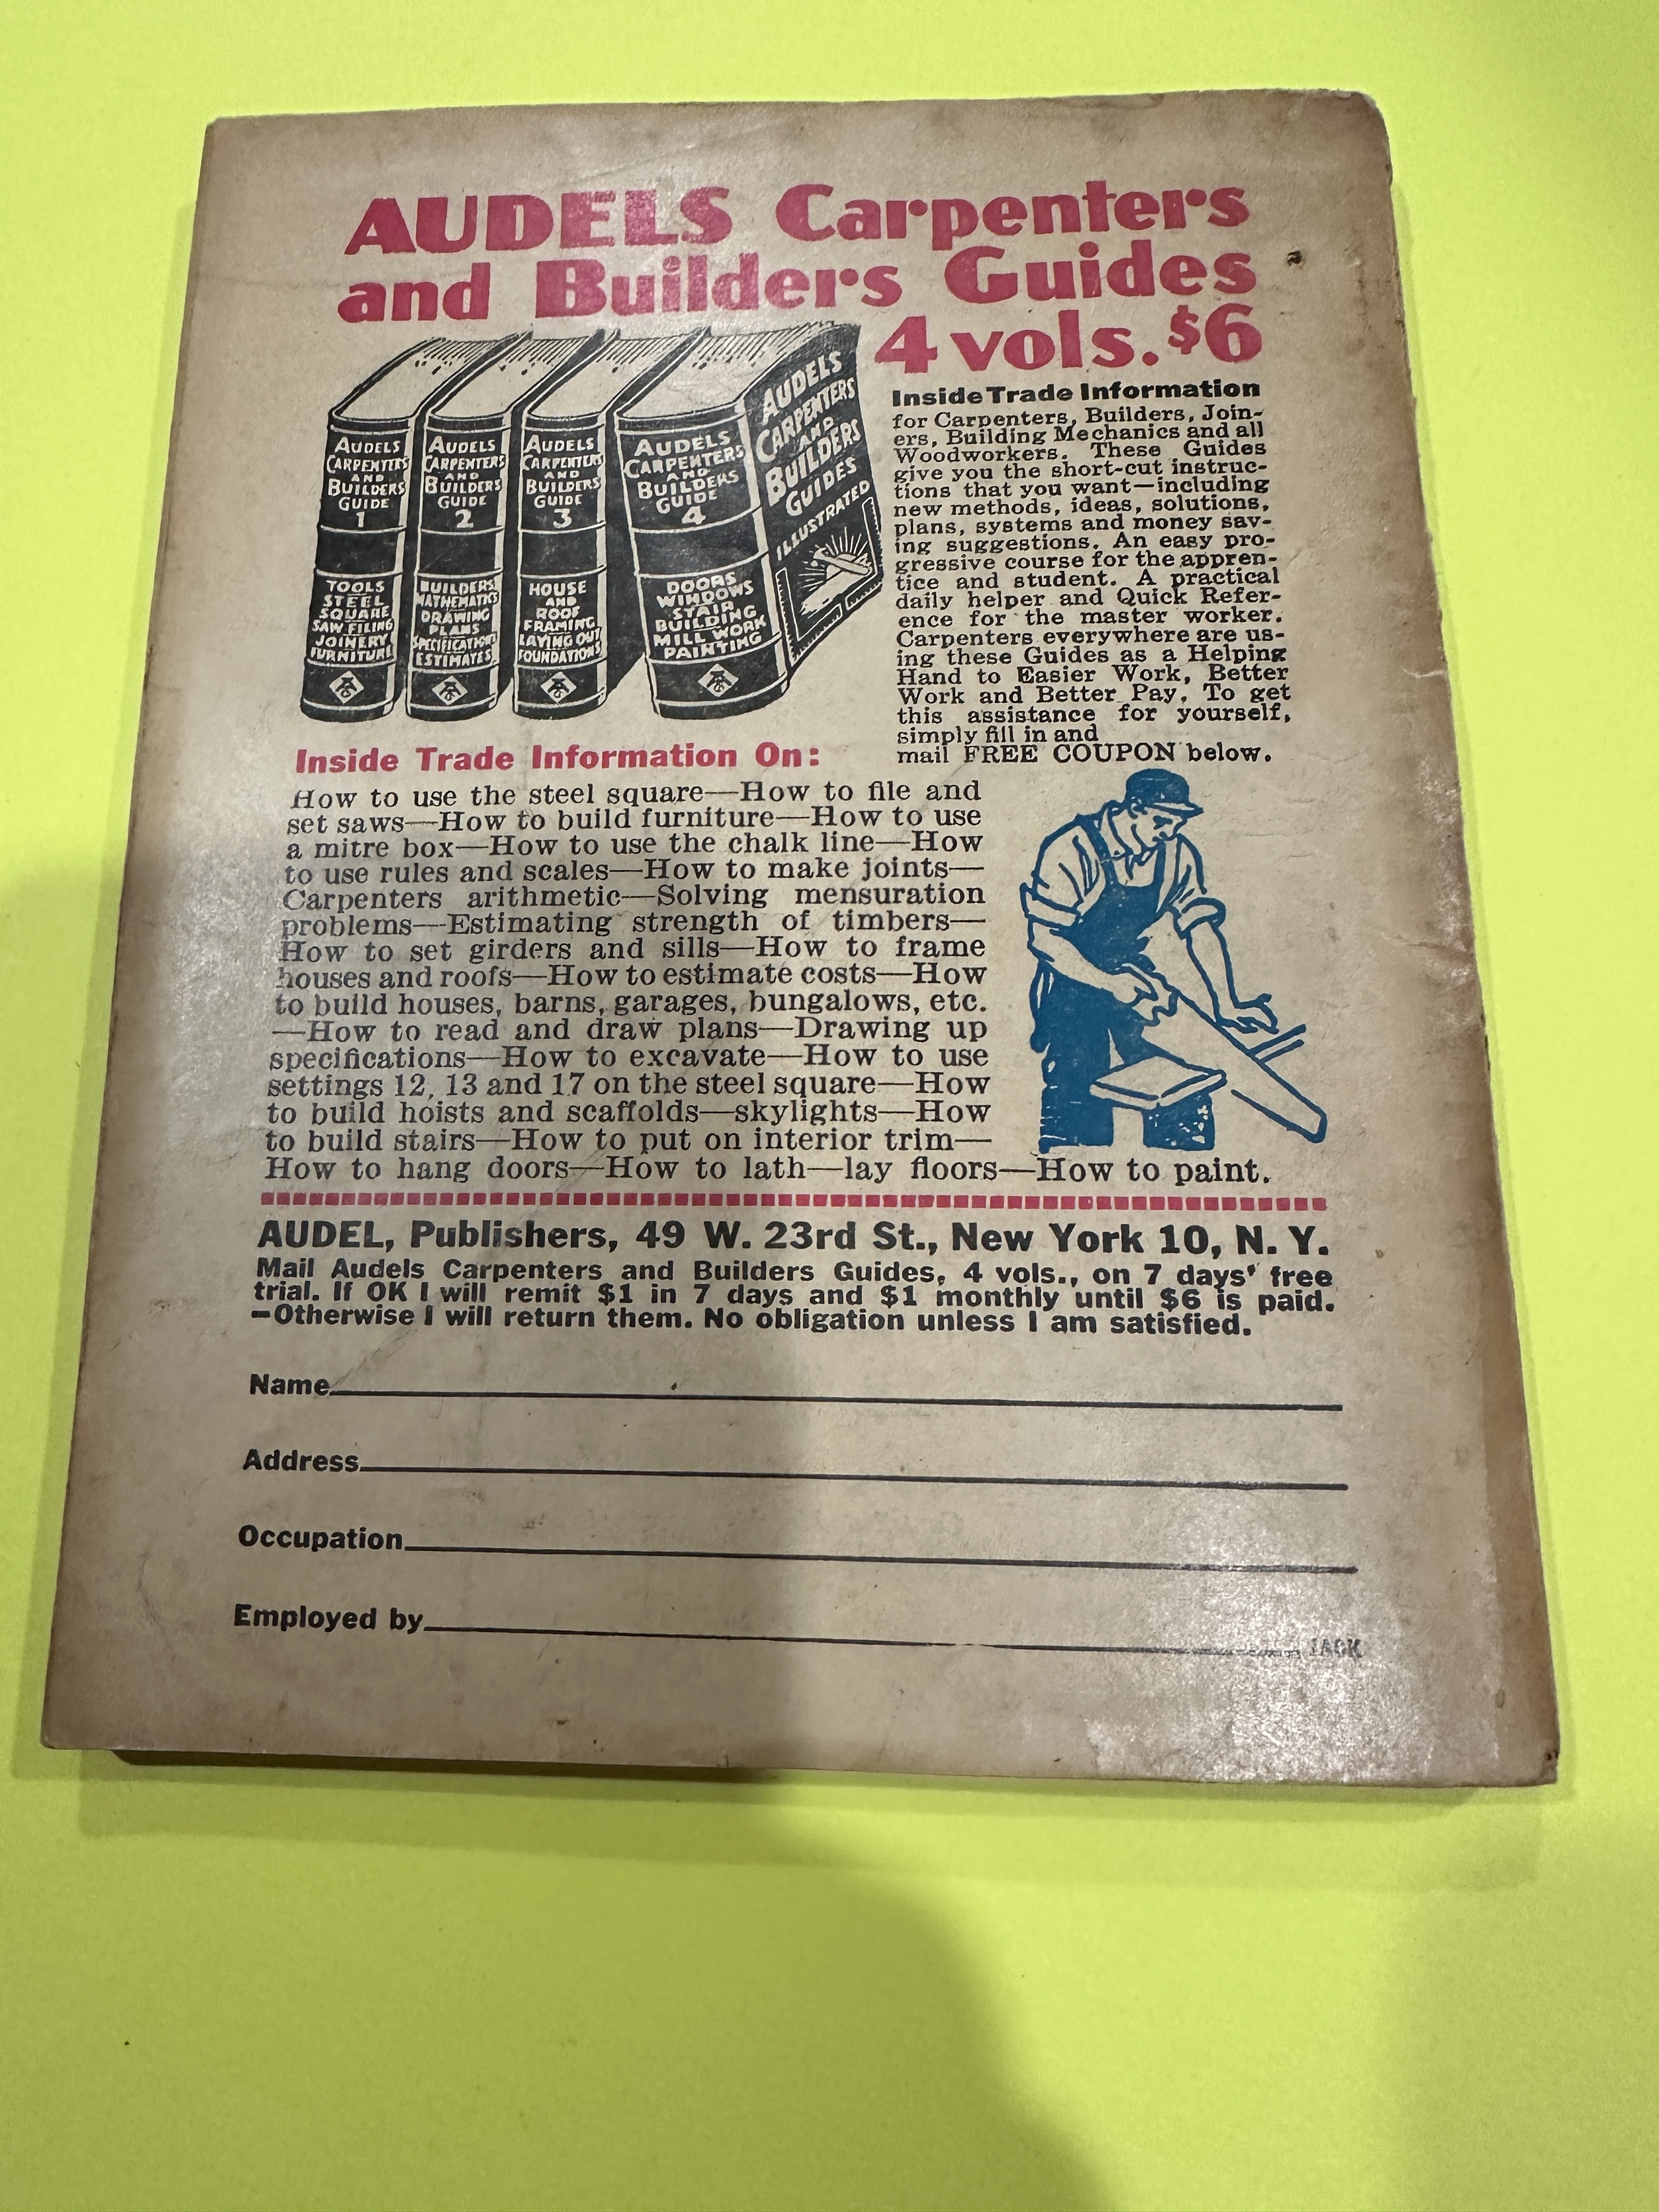 AUDELS Carpenters
and Builders Guides
4 vols. $6
AUDELS
CARPENTERS
AND
BUILDERS
GUIDE
1
TOOLS
STEEL
SQUARE
SAW FILING
JOINERY
FURNITURE
AUDELS
CARPENTERS
AND
BUILDERS
GUIDE
2
BUILDERS
MATHEMATICS
DRAWING
PLANS
SPECIFICATIONS
ESTIMATES
AUDELS
CARPENTERS
AND
BUILDERS
GUIDE
3
HOUSE
AND
ROOF
FRAMING
LAYING OUT
FOUNDATIONS
AUDELS
CARPENTERS
AND
BUILDERS
GUIDE
4
DOORS
WINDOWS
STAIR
BUILDING
MILL WORK
PAINTING
AUDELS
CARPENTERS
AND
BUILDERS
GUIDES
ILLUSTRATED
Inside Trade Information
for Carpenters, Builders, Join-
ers, Building Mechanics and all
Woodworkers. These Guides
give you the short-cut instruc-
tions that you want—including
new methods, ideas, solutions,
plans, systems and money sav-
ing suggestions. An easy pro-
gressive course for the appren-
tice and student. A practical
daily helper and Quick Refer-
ence for the master worker.
Carpenters everywhere are us-
ing these Guides as a Helping
Hand to Easier Work, Better
Work and Better Pay. To get
this assistance for yourself,
simply fill in and
mail FREE COUPON below.
Inside Trade Information On:
How to use the steel square—How to file and
set saws—How to build furniture—How to use
a mitre box—How to use the chalk line—How
to use rules and scales—How to make joints—
Carpenters arithmetic—Solving mensuration
problems—Estimating strength of timbers—
How to set girders and sills—How to frame
houses and roofs—How to estimate costs—How
to build houses, barns, garages, bungalows, etc.
—How to read and draw plans—Drawing up
specifications—How to excavate—How to use
settings 12, 13 and 17 on the steel square—How
to build hoists and scaffolds—skylights—How
to build stairs—How to put on interior trim—
How to hang doors—How to lath—lay floors—How to paint.
AUDEL, Publishers, 49 W. 23rd St., New York 10, N. Y.
Mail Audels Carpenters and Builders Guides, 4 vols., on 7 days' free
trial. If OK I will remit $1 in 7 days and $1 monthly until $6 is paid.
—Otherwise I will return them. No obligation unless I am satisfied.
Name
Address
Occupation
Employed by
JACK